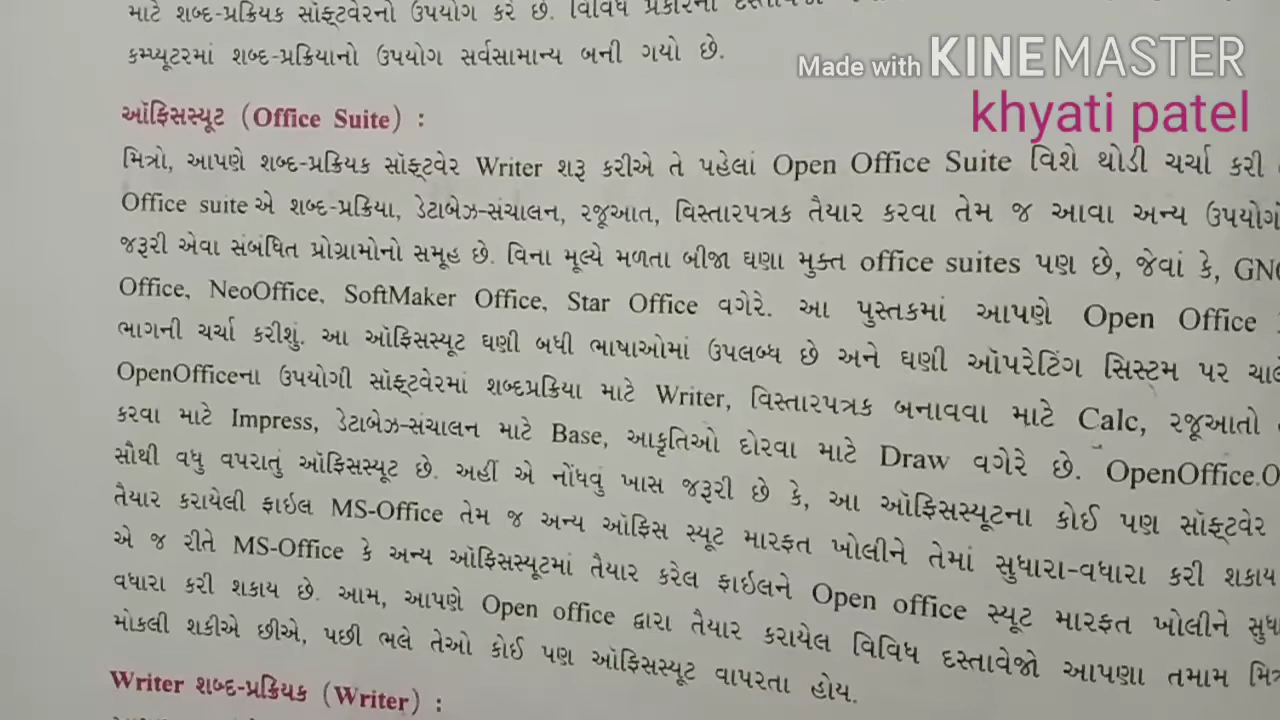 માટે શબ્દ-પ્રક્રિયક સૉફ્ટવેરનો ઉપયોગ કરે છે. વિવિધ પ્રકારના
કમ્પ્યૂટરમાં શબ્દ-પ્રક્રિયાનો ઉપયોગ સર્વસામાન્ય બની ગયો છે.
Made with KINEMASTER
khyati patel
ઑફિસસ્યૂટ (Office Suite) :
મિત્રો, આપણે શબ્દ-પ્રક્રિયક સૉફ્ટવેર Writer શરૂ કરીએ તે પહેલાં Open Office Suite વિશે થોડી ચર્ચા કરી
Office suite એ શબ્દ-પ્રક્રિયા, ડેટાબેઝ-સંચાલન, રજૂઆત, વિસ્તારપત્રક તૈયાર કરવા તેમ જ આવા અન્ય
જરૂરી એવા સંબંધિત પ્રોગ્રામોનો સમૂહ છે. વિના મૂલ્યે મળતા બીજા ઘણા મુક્ત office suites પણ છે, જેવાં કે,
Office, NeoOffice, SoftMaker Office, Star Office વગેરે. આ પુસ્તકમાં આપણે Open Office
ભાગની ચર્ચા કરીશું. આ ઑફિસસ્યૂટ ઘણી બધી ભાષાઓમાં ઉપલબ્ધ છે અને ઘણી ઑપરેટિંગ સિસ્ટમ પર
OpenOfficeના ઉપયોગી સૉફ્ટવેરમાં શબ્દપ્રક્રિયા માટે Writer, વિસ્તારપત્રક બનાવવા માટે Calc, રજૂઆતો
કરવા માટે Impress, ડેટાબેઝ-સંચાલન માટે Base, આકૃતિઓ દોરવા માટે Draw વગેરે છે. OpenOffice.O
સૌથી વધુ વપરાતું ઑફિસસ્યૂટ છે. અહીં એ નોંધવું ખાસ જરૂરી છે કે, આ ઑફિસસ્યૂટના કોઈ પણ સૉફ્ટવેર
તૈયાર કરાયેલી ફાઇલ MS-Office તેમ જ અન્ય ઑફિસ સ્યૂટ મારફત ખોલીને તેમાં સુધારા-વધારા કરી શકાય
એ જ રીતે MS-Office કે અન્ય ઑફિસસ્યૂટમાં તૈયાર કરેલ ફાઇલને Open office સ્યૂટ મારફત ખોલીને
વધારા કરી શકાય છે. આમ, આપણે Open office દ્વારા તૈયાર કરાયેલ વિવિધ દસ્તાવેજો આપણા તમામ
મોકલી શકીએ છીએ, પછી ભલે તેઓ કોઈ પણ ઑફિસસ્યૂટ વાપરતા હોય.
Writer શબ્દ-પ્રક્રિયક (Writer) :